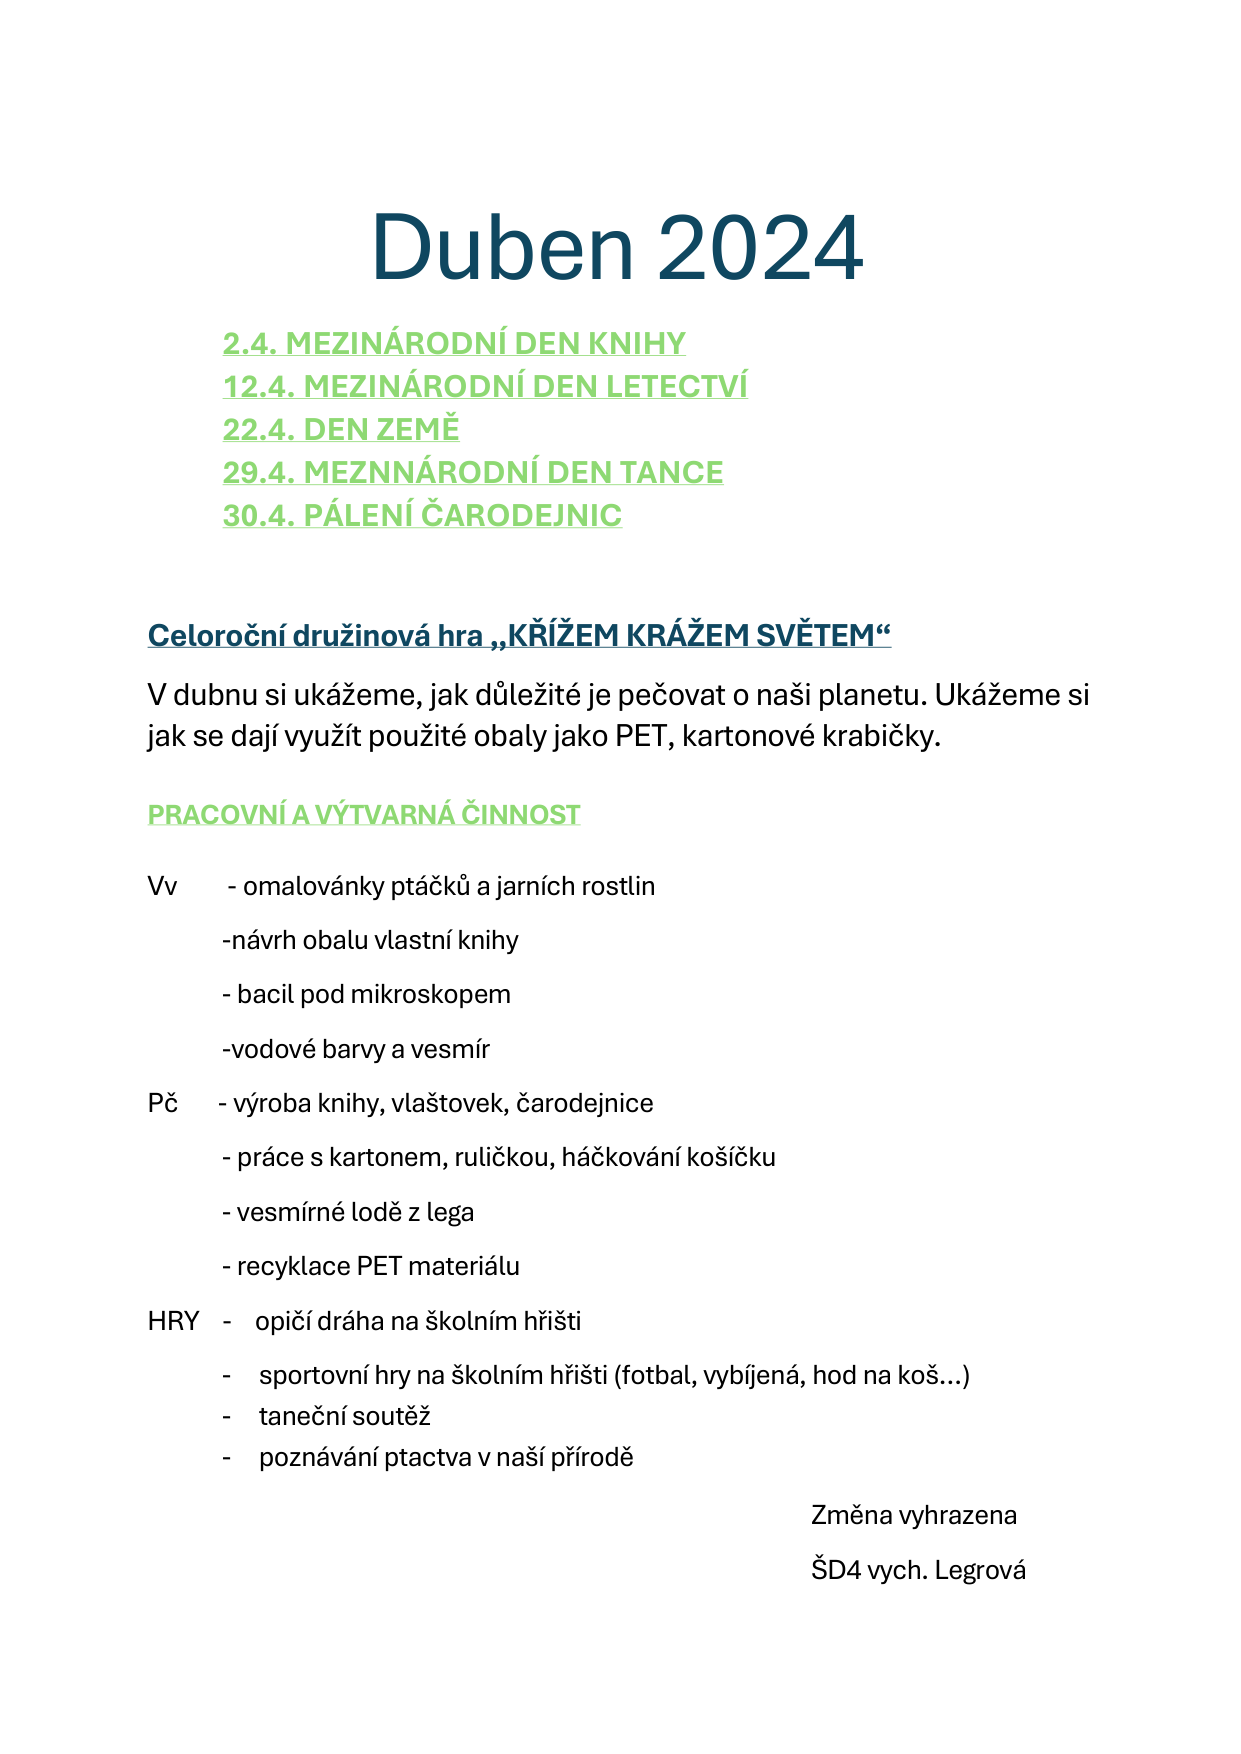 Duben 2024
2.4. MEZINÁRODNÍ DEN KNIHY
12.4. MEZINÁRODNÍ DEN LETECTVÍ
22.4. DEN ZEMĚ
29.4. MEZNNÁRODNÍ DEN TANCE
30.4. PÁLENÍ ČARODEJNIC
Celoroční družinová hra ,,KŘÍŽEM KRÁŽEM SVĚTEM“
V dubnu si ukážeme, jak důležité je pečovat o naši planetu. Ukážeme si
jak se dají využít použité obaly jako PET, kartonové krabičky.
PRACOVNÍ A VÝTVARNÁ ČINNOST
Vv - omalovánky ptáčků a jarních rostlin
-návrh obalu vlastní knihy
- bacil pod mikroskopem
-vodové barvy a vesmír
Pč - výroba knihy, vlaštovek, čarodejnice
- práce s kartonem, ruličkou, háčkování košíčku
- vesmírné lodě z lega
- recyklace PET materiálu
HRY - opičí dráha na školním hřišti
- sportovní hry na školním hřišti (fotbal, vybíjená, hod na koš...)
- taneční soutěž
- poznávání ptactva v naší přírodě
Změna vyhrazena
ŠD4 vych. Legrová